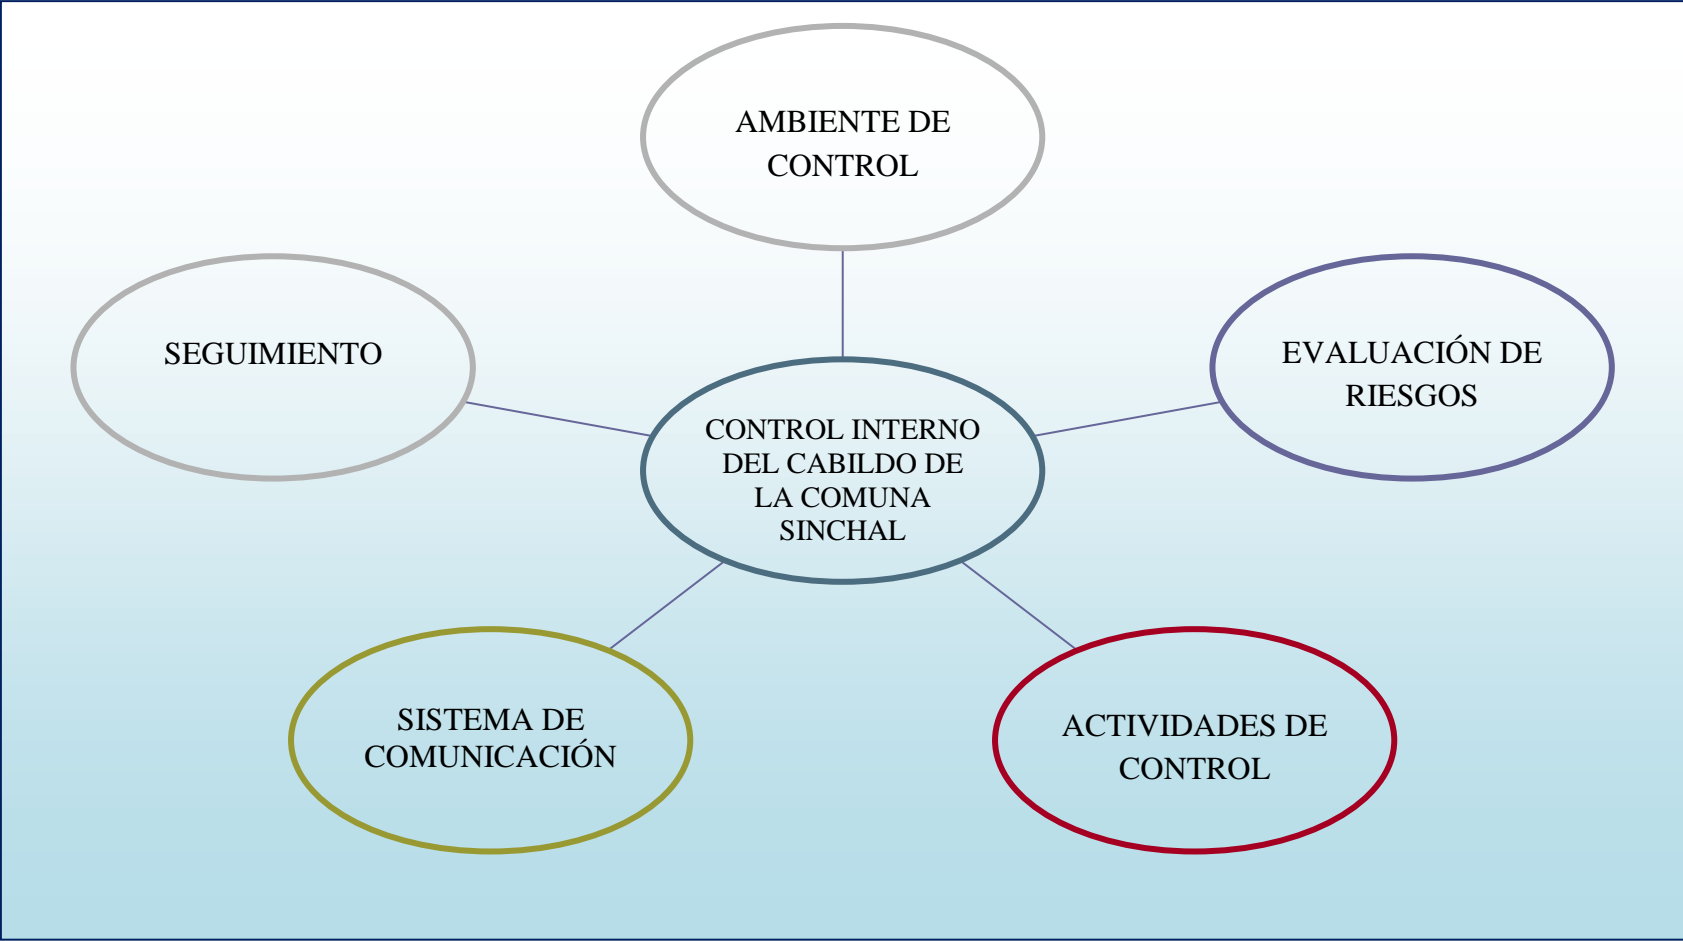 AMBIENTE DE
CONTROL
SEGUIMIENTO
EVALUACIÓN DE
RIESGOS
CONTROL INTERNO
DEL CABILDO DE
LA COMUNA
SINCHAL
SISTEMA DE
COMUNICACIÓN
ACTIVIDADES DE
CONTROL